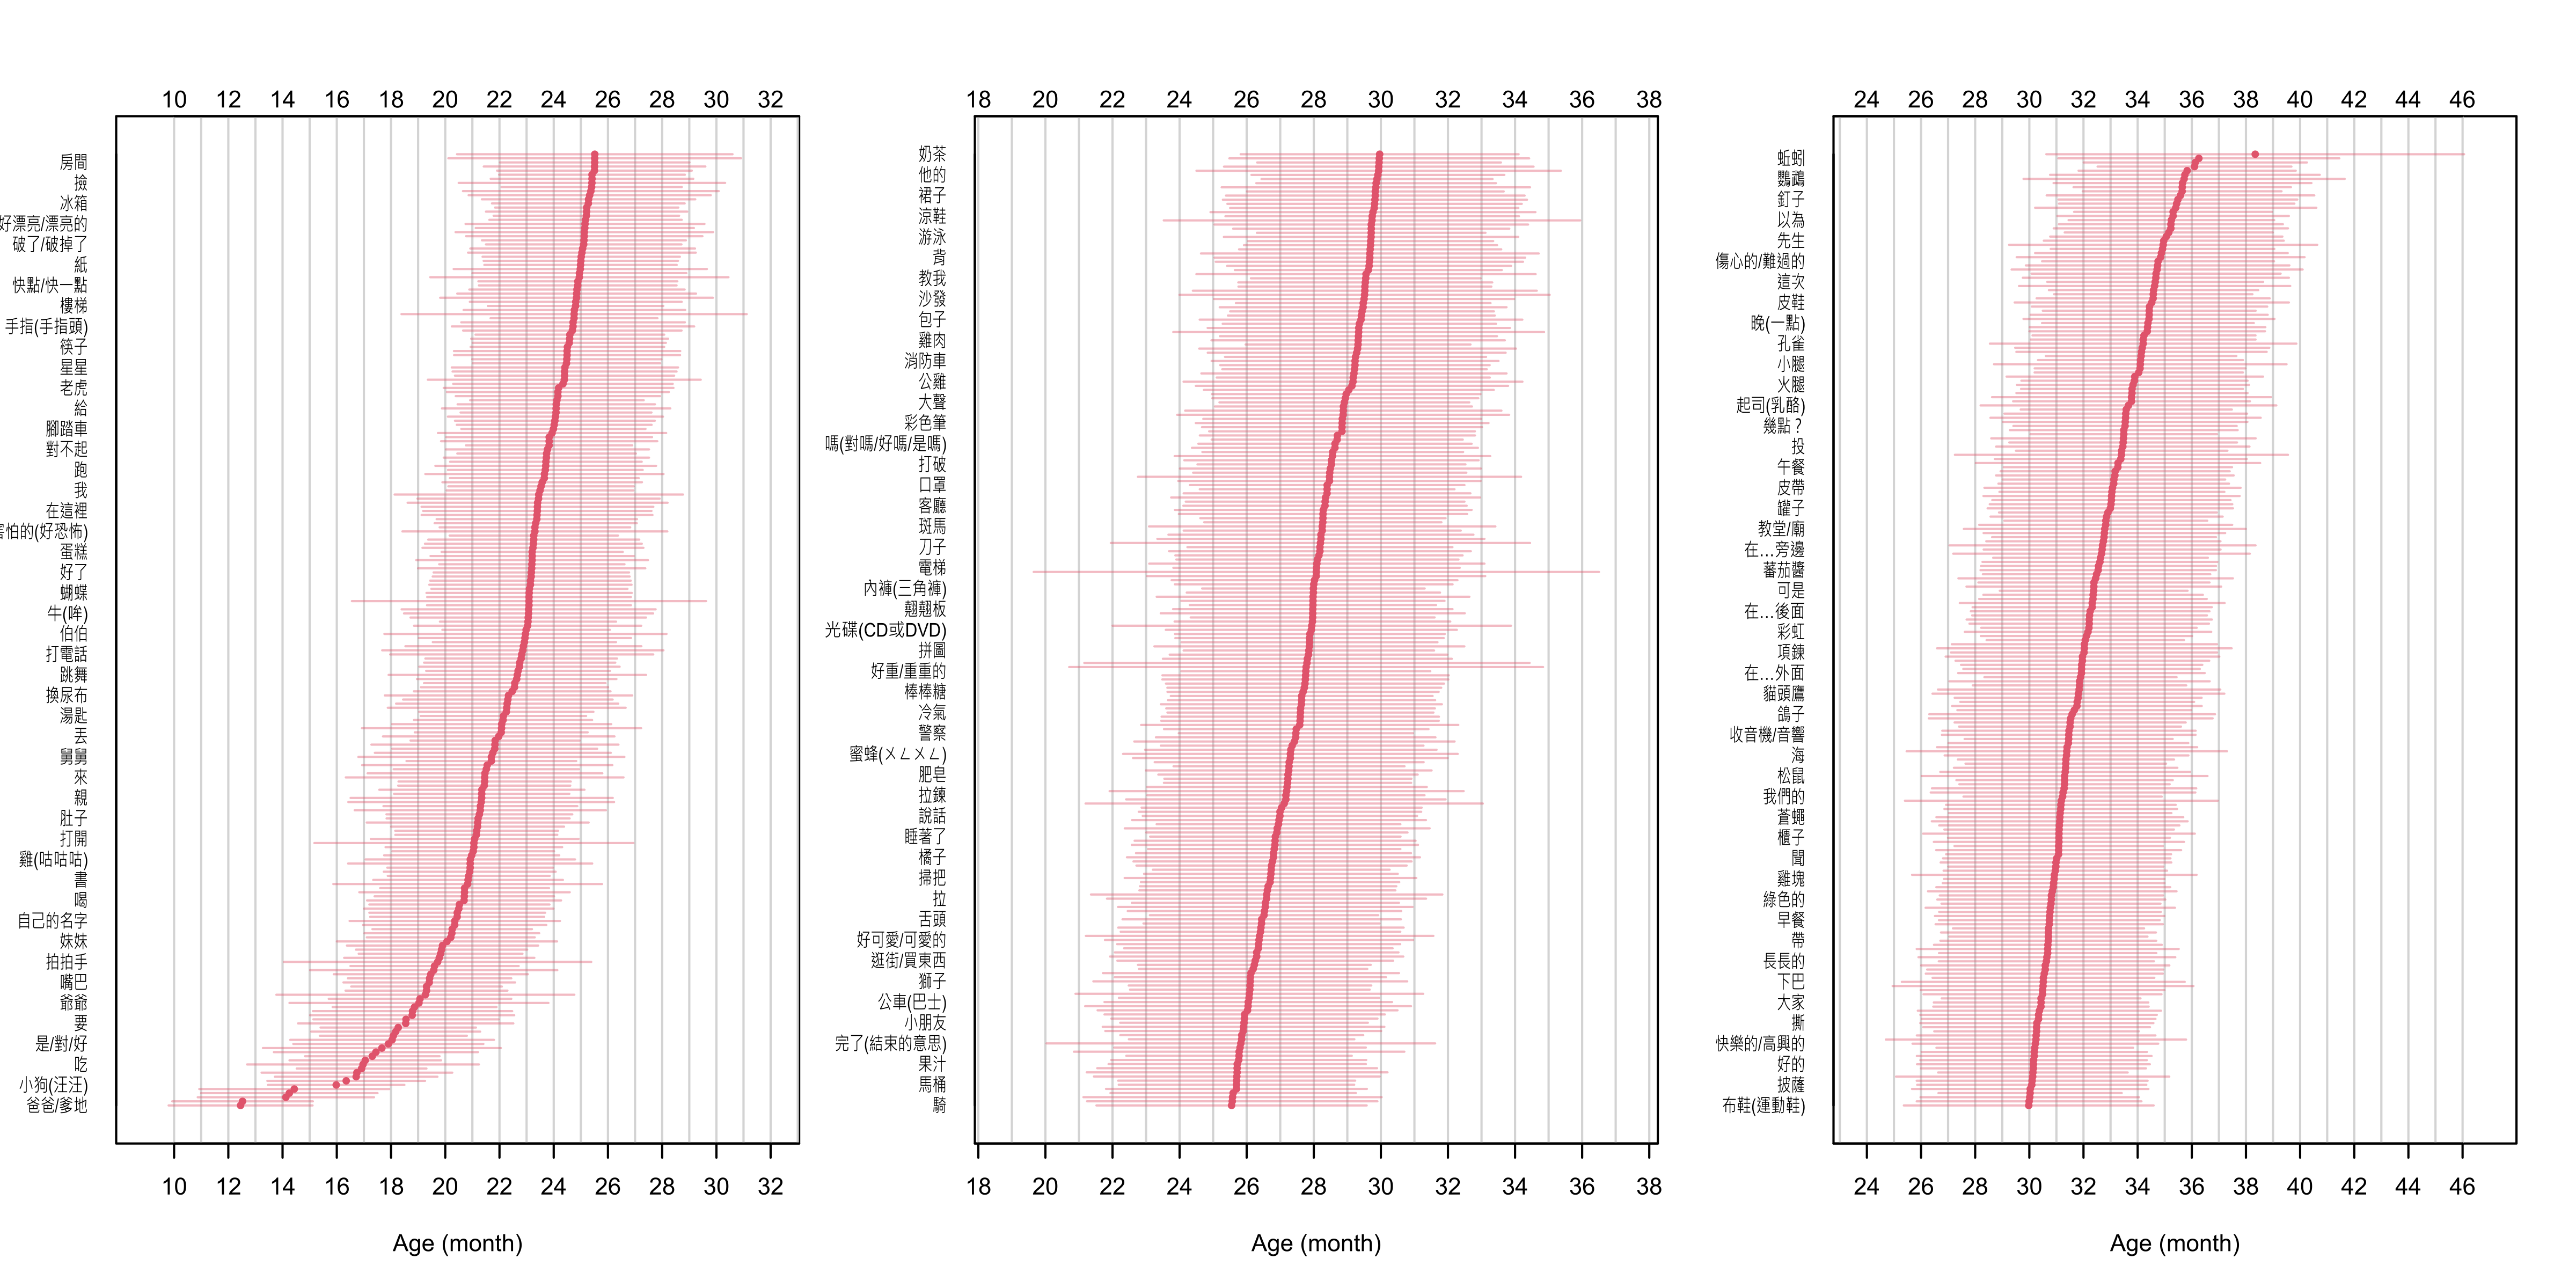 10 12 14 16 18 20 22 24 26 28 30 32
房間
撿
冰箱
好漂亮/漂亮的
破了/破掉了
紙
快點/快一點
樓梯
手指(手指頭)
筷子
星星
老虎
給
腳踏車
對不起
跑
我
在這裡
害怕的(好恐怖)
蛋糕
好了
蝴蝶
牛(哞)
伯伯
打電話
跳舞
換尿布
湯匙
丟
舅舅
來
親
肚子
打開
雞(咕咕咕)
書
喝
自己的名字
妹妹
拍拍手
嘴巴
爺爺
要
是/對/好
吃
小狗(汪汪)
爸爸/爹地
10 12 14 16 18 20 22 24 26 28 30 32
Age (month)
18 20 22 24 26 28 30 32 34 36 38
奶茶
他的
裙子
涼鞋
游泳
背
教我
沙發
包子
雞肉
消防車
公雞
大聲
彩色筆
嗎(對嗎/好嗎/是嗎)
打破
口罩
客廳
斑馬
刀子
電梯
內褲(三角褲)
翹翹板
光碟(CD或DVD)
拼圖
好重/重重的
棒棒糖
冷氣
警察
蜜蜂(ㄨㄥㄨㄥ)
肥皂
拉鍊
說話
睡著了
橘子
掃把
拉
舌頭
好可愛/可愛的
逛街/買東西
獅子
公車(巴士)
小朋友
完了(結束的意思)
果汁
馬桶
騎
18 20 22 24 26 28 30 32 34 36 38
Age (month)
24 26 28 30 32 34 36 38 40 42 44 46
蚯蚓
鸚鵡
釘子
以為
先生
傷心的/難過的
這次
皮鞋
晚(一點)
孔雀
小腿
火腿
起司(乳酪)
幾點？
投
午餐
皮帶
罐子
教堂/廟
在…旁邊
蕃茄醬
可是
在…後面
彩虹
項鍊
在…外面
貓頭鷹
鴿子
收音機/音響
海
松鼠
我們的
蒼蠅
櫃子
聞
雞塊
綠色的
早餐
帶
長長的
下巴
大家
撕
快樂的/高興的
好的
披薩
布鞋(運動鞋)
24 26 28 30 32 34 36 38 40 42 44 46
Age (month)